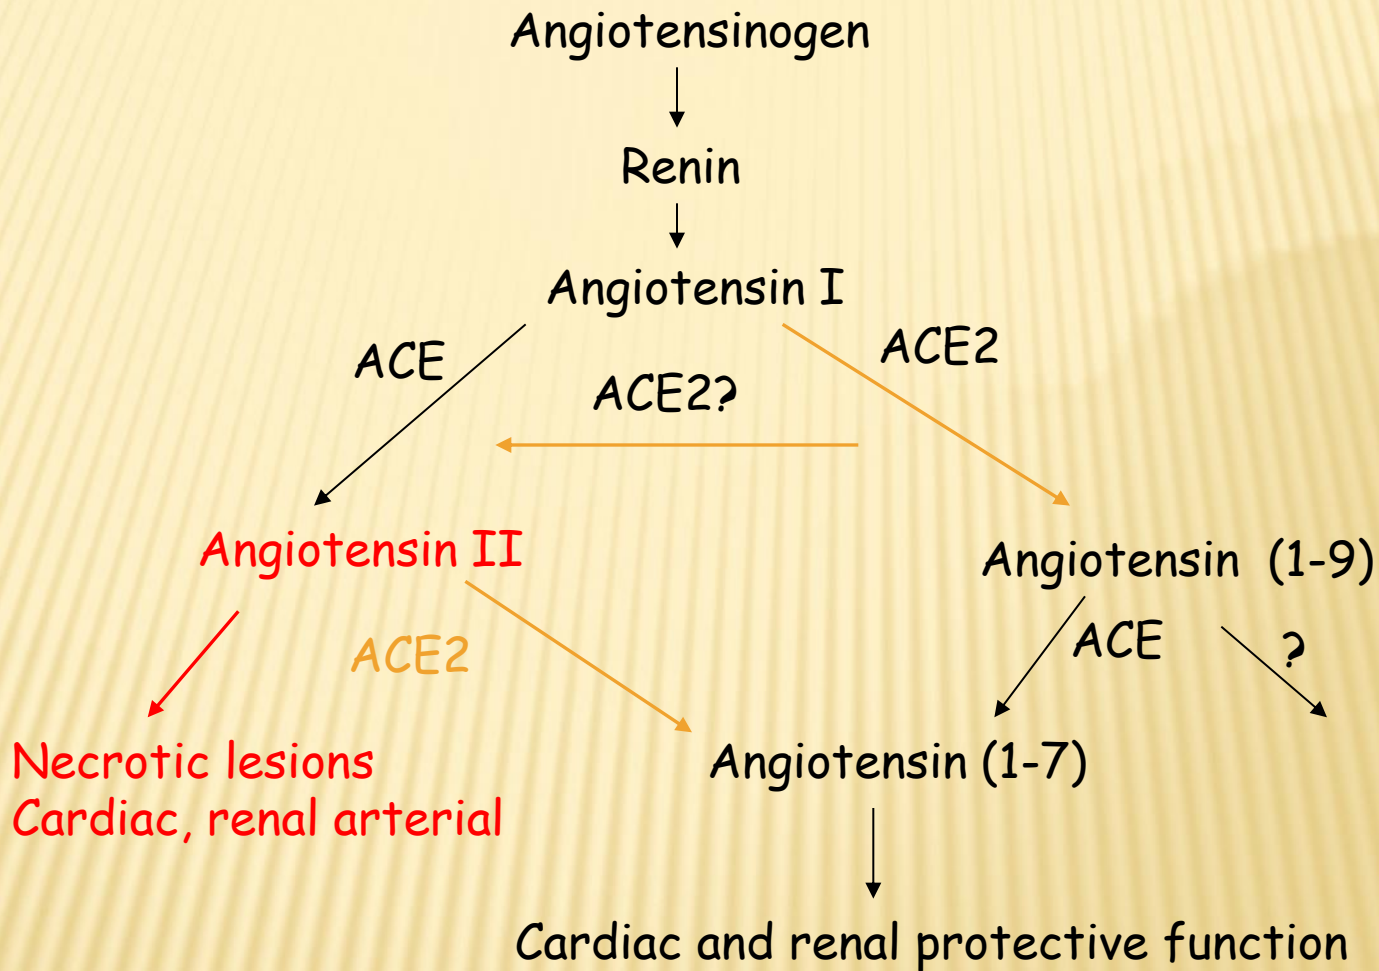 Angiotensinogen
Renin
Angiotensin I
ACE
ACE2
ACE2?
Angiotensin II
Angiotensin (1-9)
ACE2
ACE
?
Necrotic lesions
Cardiac, renal arterial
Angiotensin (1-7)
Cardiac and renal protective function